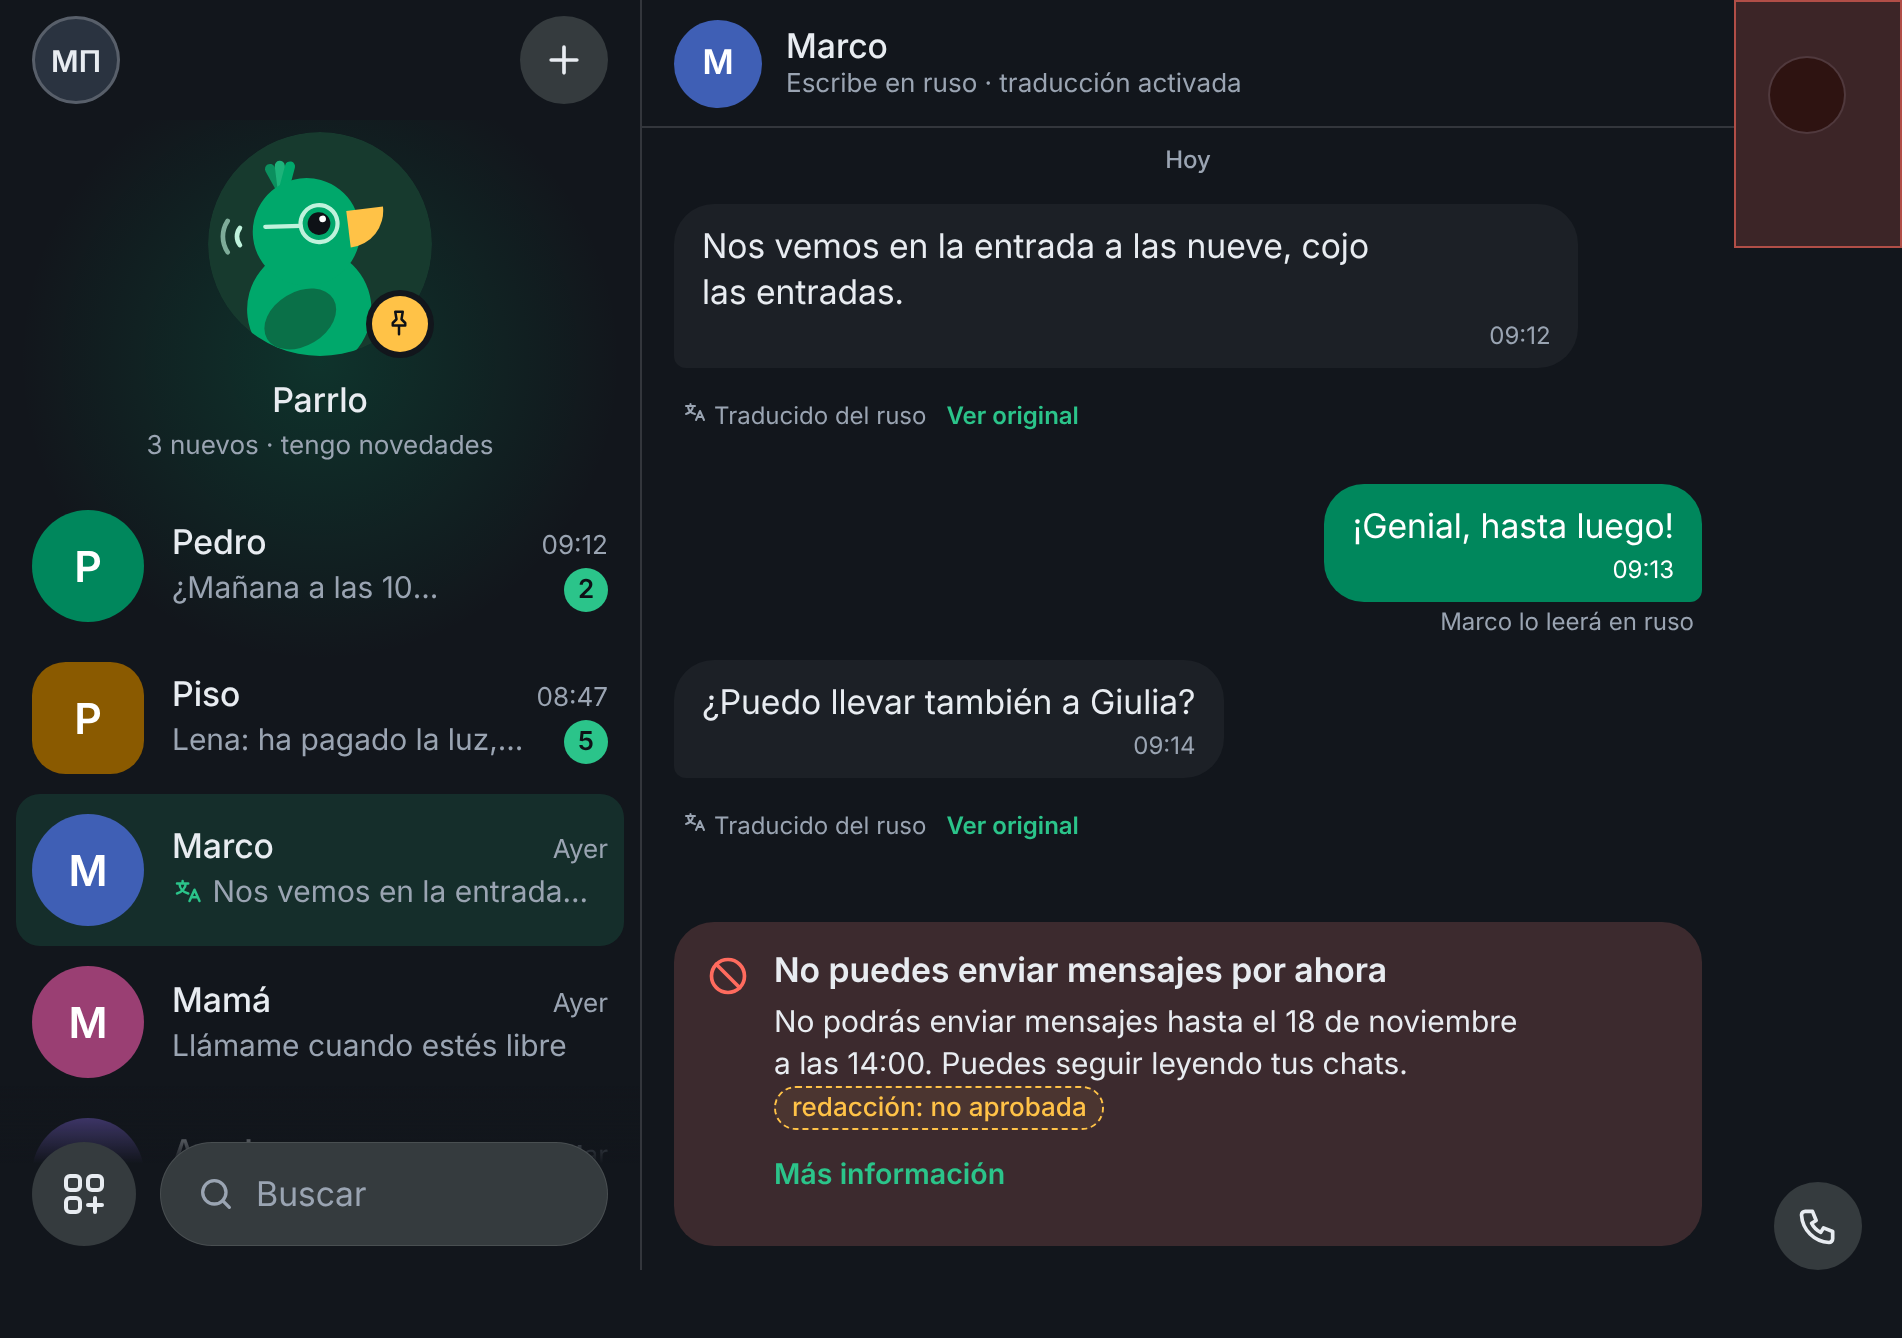 МП
Parrlo
3 nuevos · tengo novedades
P
Pedro
09:12
¿Mañana a las 10...
2
P
Piso
08:47
Lena: ha pagado la luz,...
5
M
Marco
Ayer
Nos vemos en la entrada...
M
Mamá
Ayer
Llámame cuando estés libre
Buscar
M
Marco
Escribe en ruso · traducción activada
Hoy
Nos vemos en la entrada a las nueve, cojo
las entradas.
09:12
Traducido del ruso Ver original
¡Genial, hasta luego!
09:13
Marco lo leerá en ruso
¿Puedo llevar también a Giulia?
09:14
Traducido del ruso Ver original
No puedes enviar mensajes por ahora
No podrás enviar mensajes hasta el 18 de noviembre
a las 14:00. Puedes seguir leyendo tus chats.
redacción: no aprobada
Más información